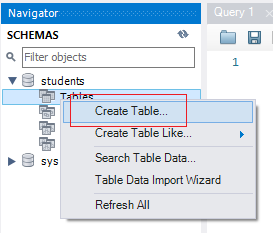 Navigator
Query 1
SCHEMAS
Filter objects
1
students
Tables
Create Table...
Create Table Like...
Search Table Data...
sys
Table Data Import Wizard
Refresh All